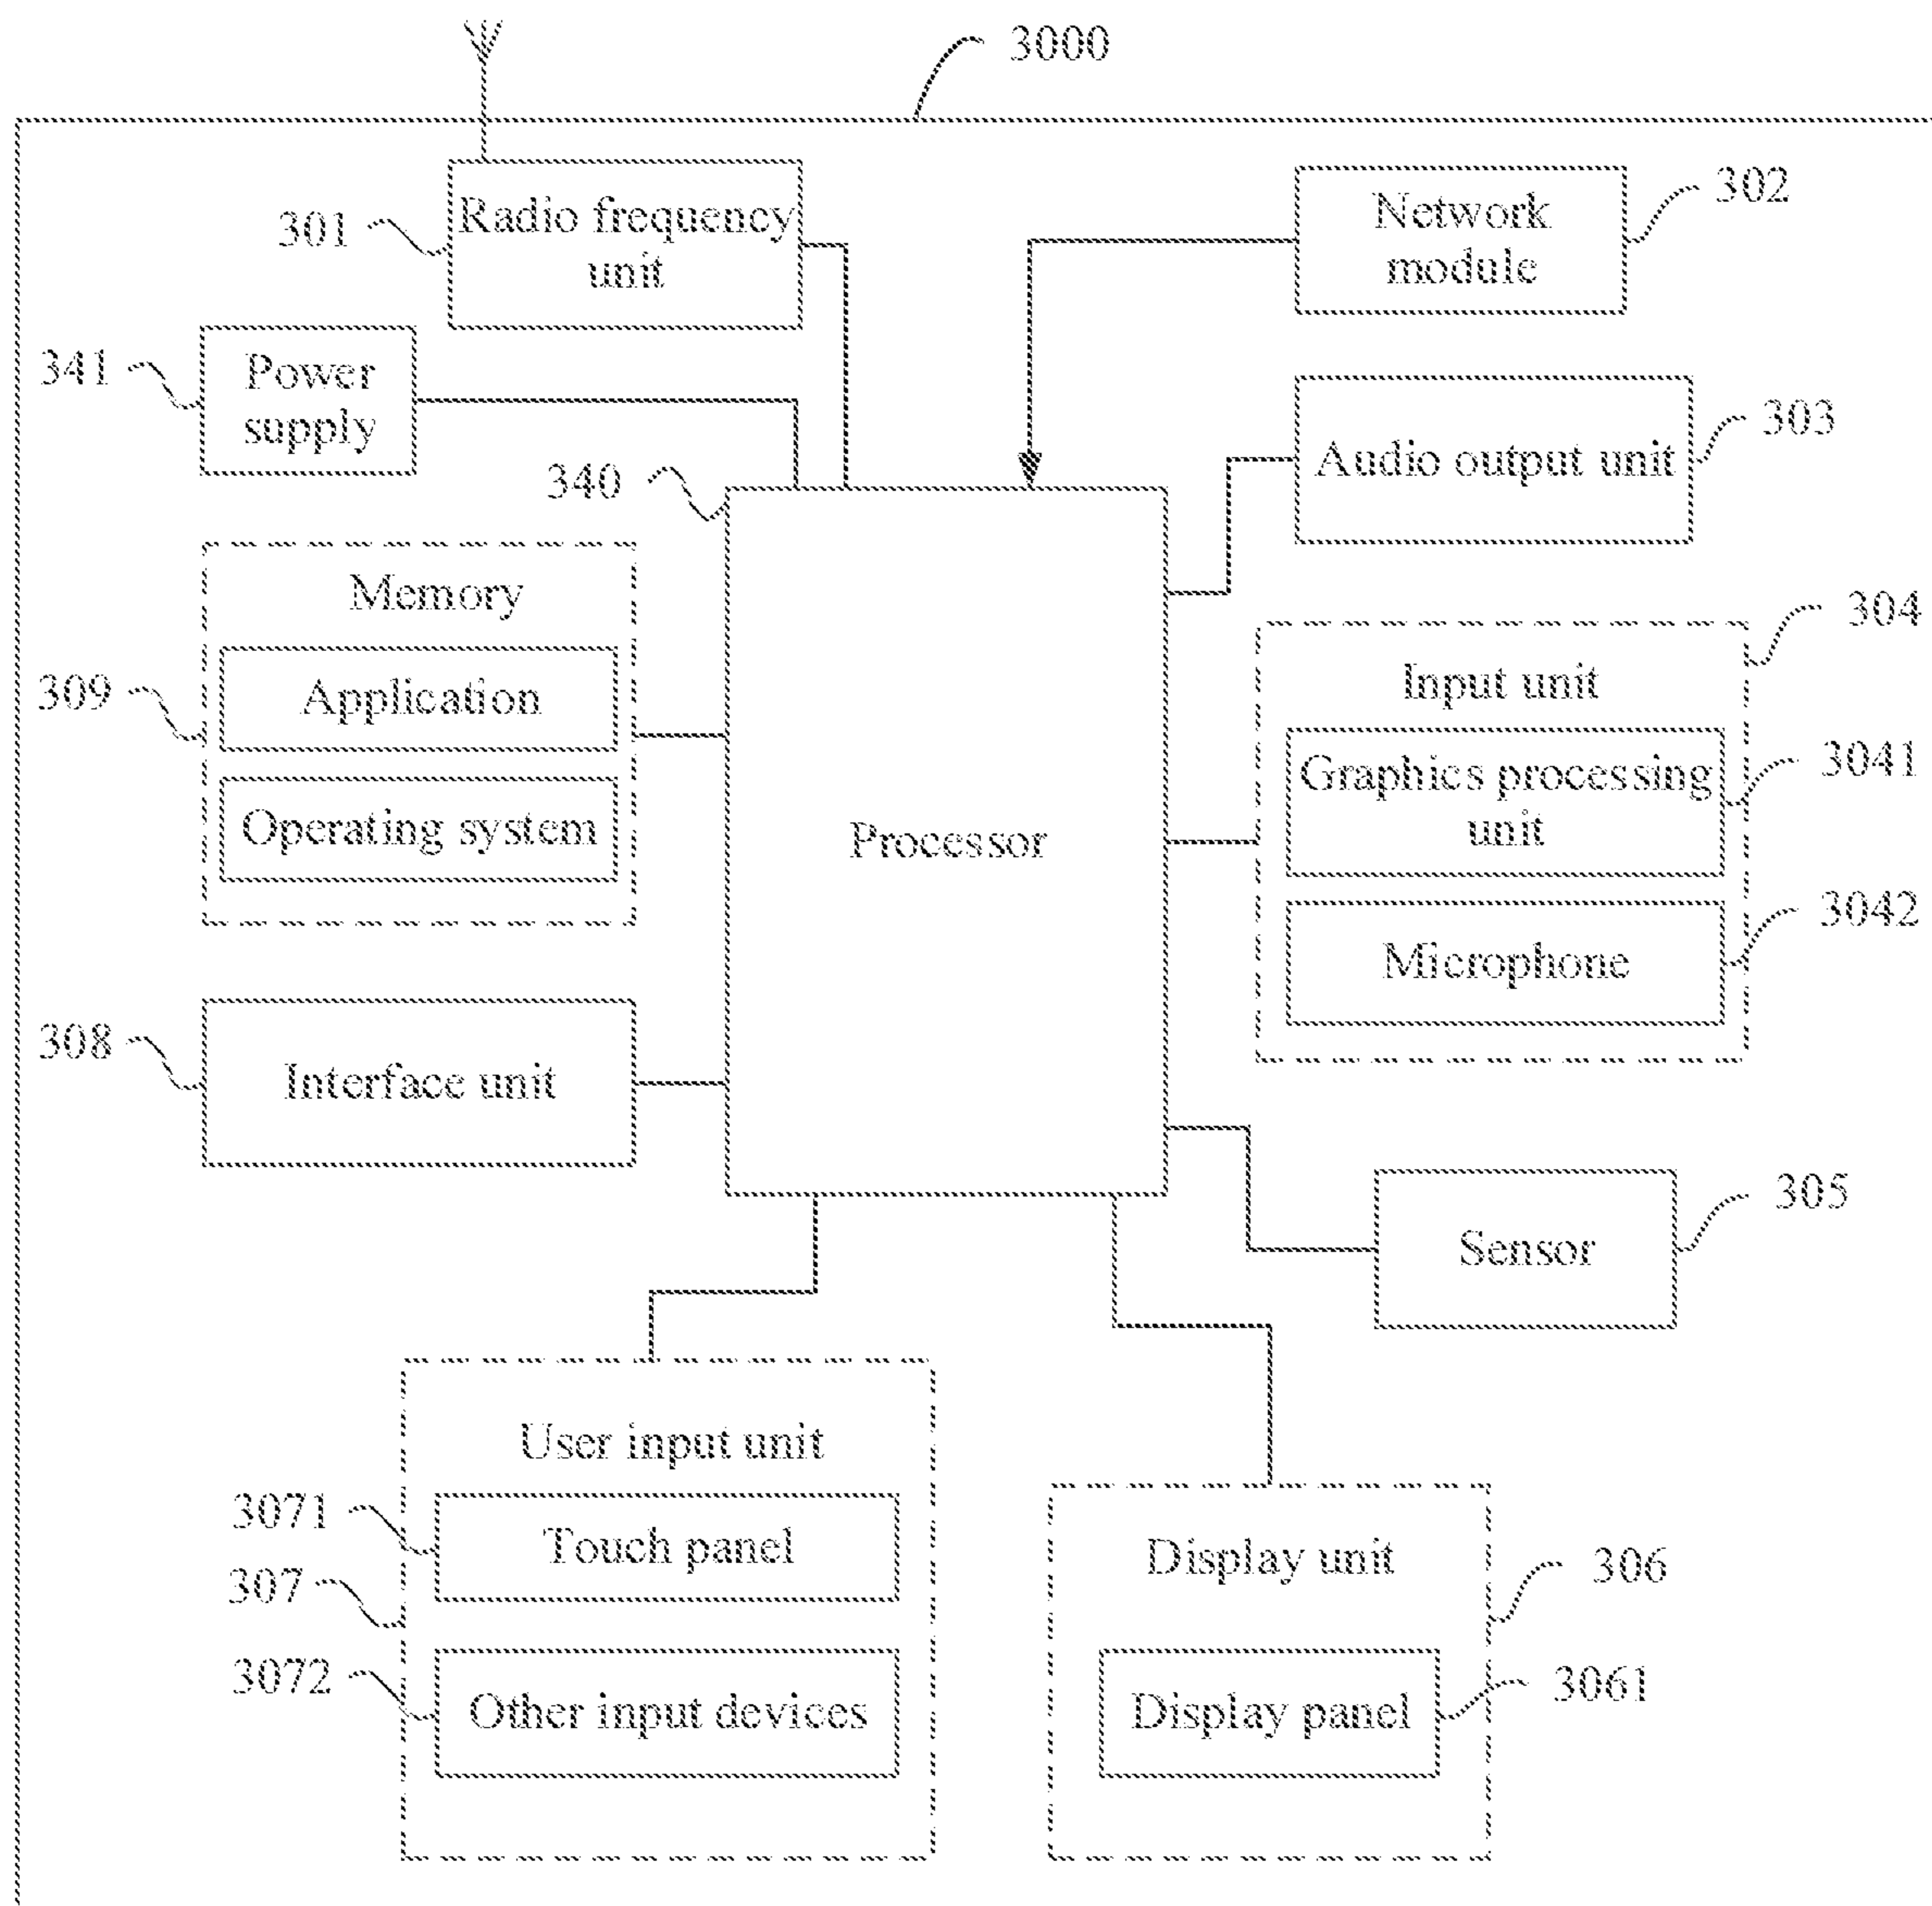 3000
301
Radio frequency
unit
Network
module
302
341
Power
supply
340
Audio output unit
303
Memory
309
Application
Operating system
Processor
304
Input unit
Graphics processing
unit
3041
Microphone
3042
308
Interface unit
Sensor
305
User input unit
3071
Touch panel
307
3072
Other input devices
Display unit
306
Display panel
3061